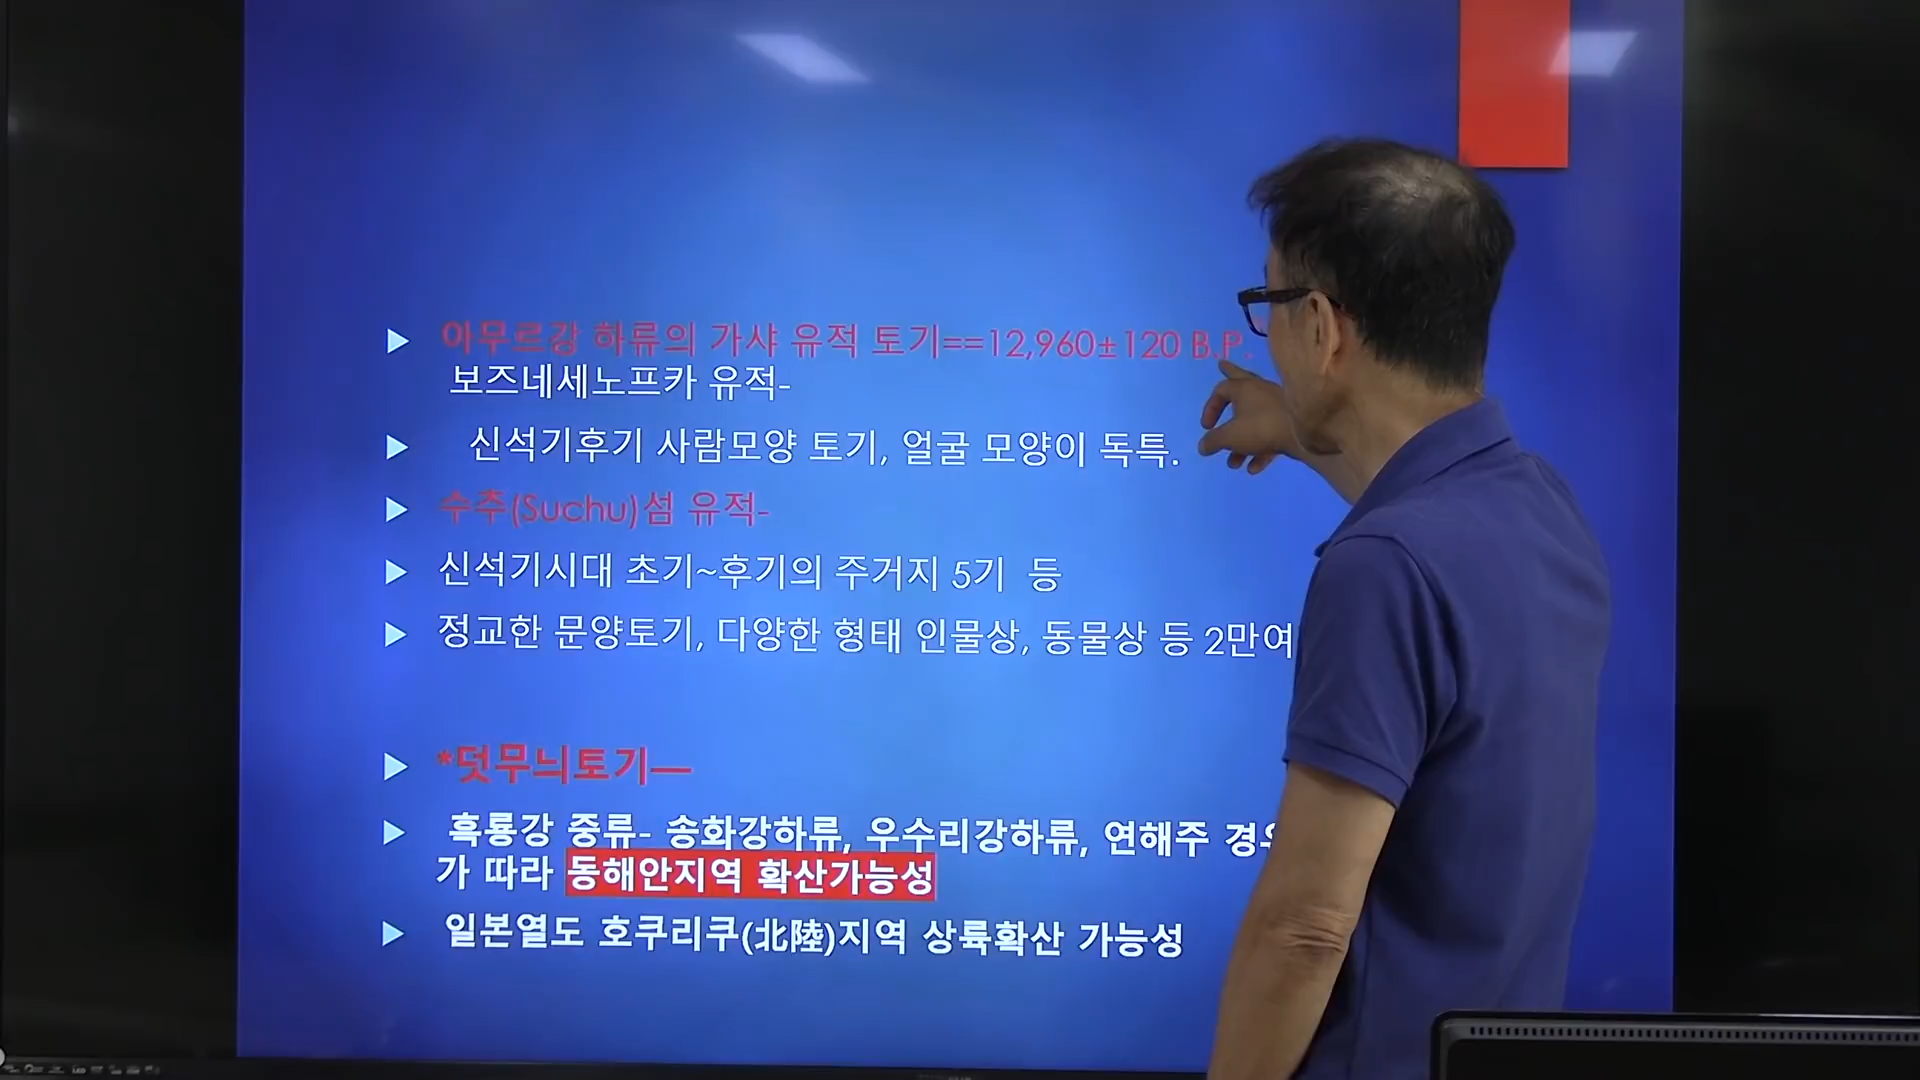 아무르강 하류의 가샤 유적 토기==12,960±120 B.P.
보즈네세노프카 유적-
신석기후기 사람모양 토기, 얼굴 모양이 독특.
수추(Suchu)섬 유적-
신석기시대 초기~후기의 주거지 5기 등
정교한 문양토기, 다양한 형태 인물상, 동물상 등 2만여
*덧무늬토기—
흑룡강 중류- 송화강하류, 우수리강하류, 연해주
가 따라 동해안지역 확산가능성
일본열도 호쿠리쿠(北陸)지역 상륙확산 가능성